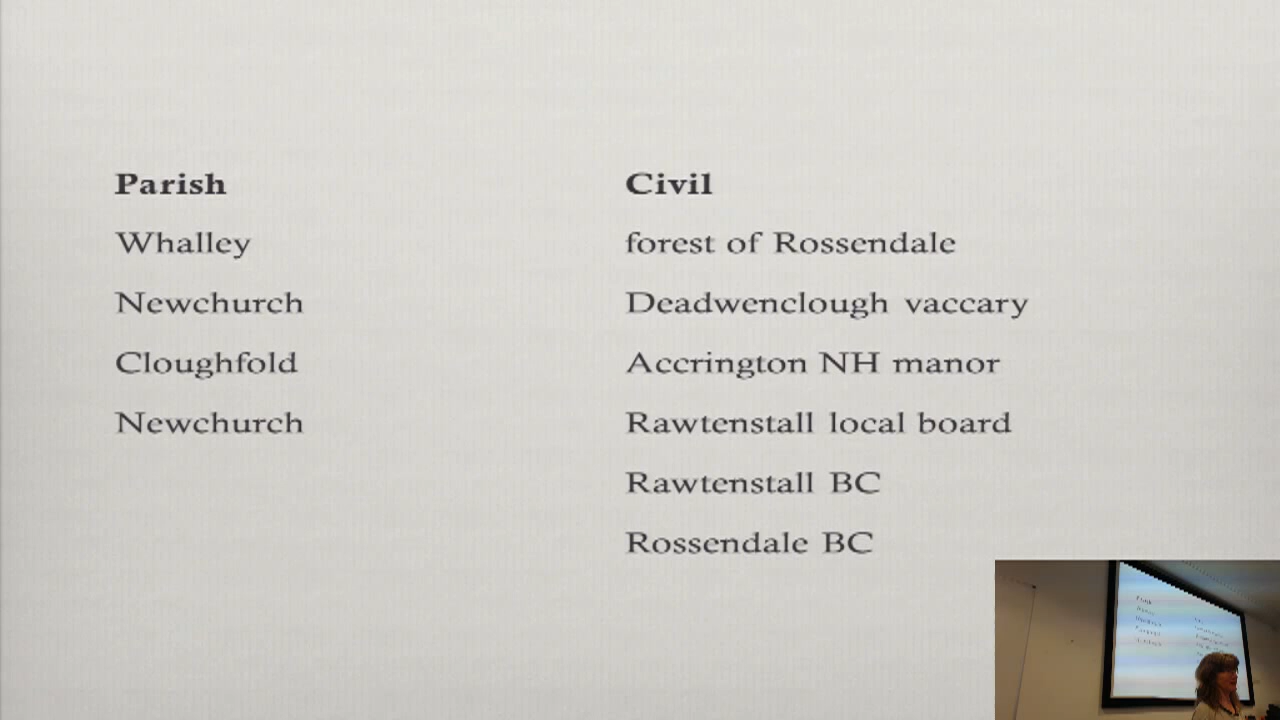 Parish
Whalley
Newchurch
Cloughfold
Newchurch
Civil
forest of Rossendale
Deadwenclough vaccary
Accrington NH manor
Rawtenstall local board
Rawtenstall BC
Rossendale BC